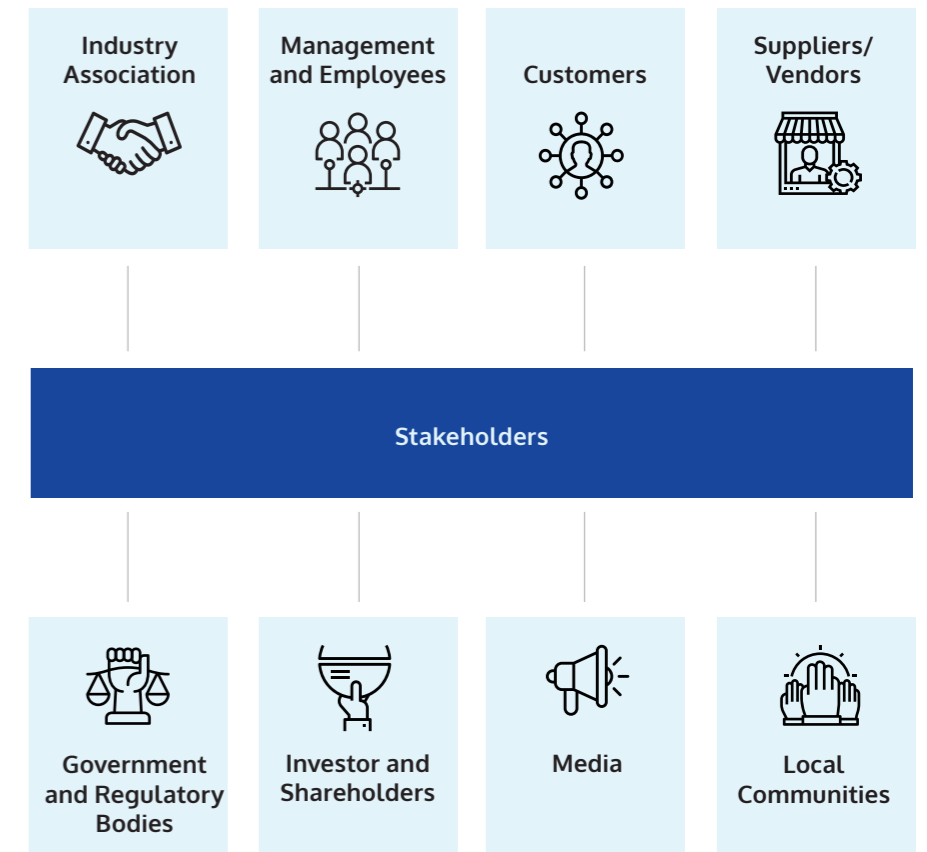 Industry
Association
Management
and Employees
Customers
Suppliers/
Vendors
Stakeholders
Government
and Regulatory
Bodies
Investor and
Shareholders
Media
Local
Communities